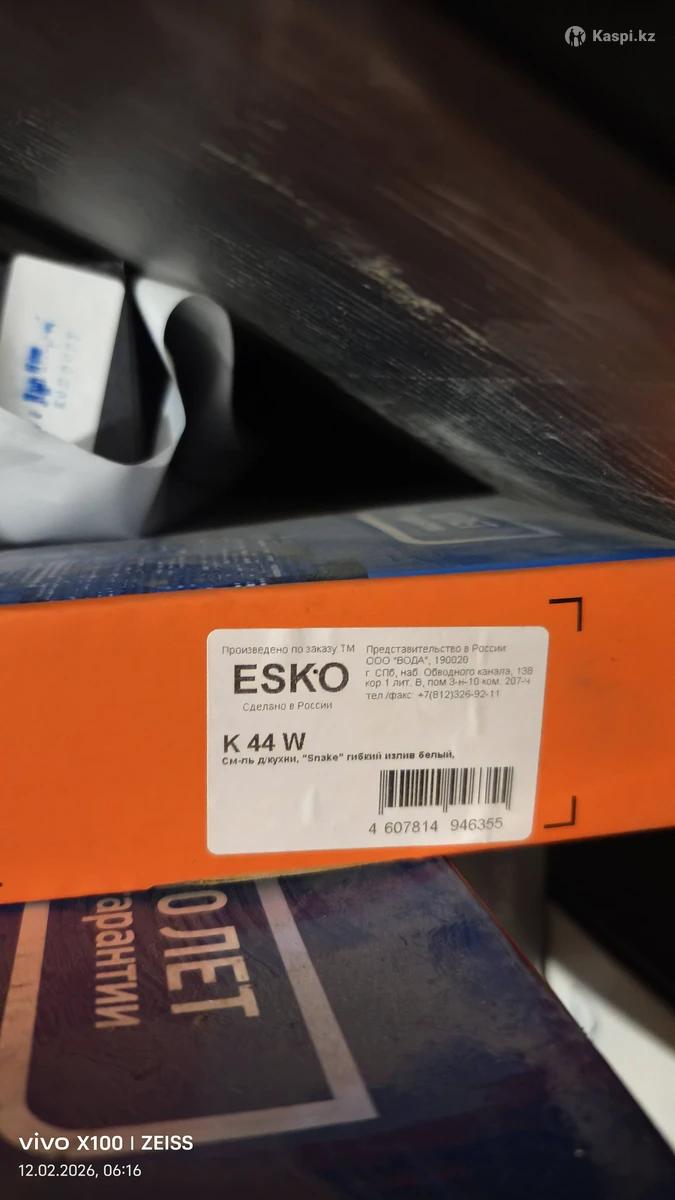 Kaspi.kz
Произведено по заказу ТМ
ESKO
Сделано в России
Представительство в России:
ООО "ВОДА", 190020
г. СПб, наб. Обводного канала, 138
кор.1 лит. В, пом 3-н-10 ком. 207-ч
тел./факс: +7(812)326-92-11
K 44 W
См-ль д/кухни, "Snake" гибкий излив белый,
4 607814 946355
ЛЕТ
гарантии
vivo X100 | ZEISS
12.02.2026, 06:16